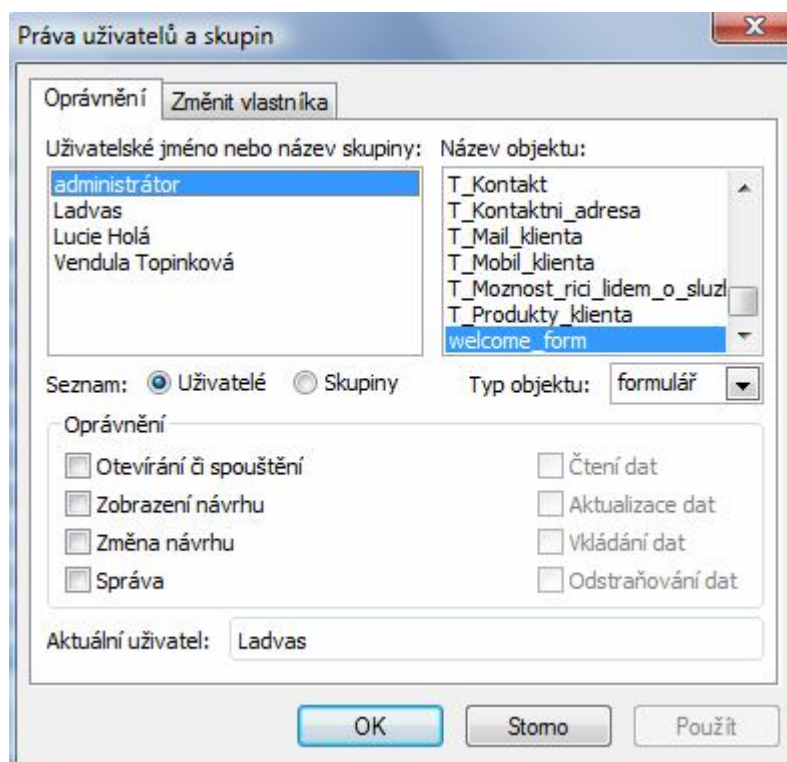 Práva uživatelů a skupin
Oprávnění
Změnit vlastníka
Uživatelské jméno nebo název skupiny:
administrátor
Ladvas
Lucie Holá
Vendula Topinková
Název objektu:
T_Kontakt
T_Kontaktni_adresa
T_Mail_klienta
T_Mobil_klienta
T_Moznost_rici_lidem_o_sluzl
T_Produkty_klienta
welcome_form
Seznam: Uživatelé Skupiny
Typ objektu: formulář
Oprávnění
Otevírání či spouštění
Zobrazení návrhu
Změna návrhu
Správa
Čtení dat
Aktualizace dat
Vkládání dat
Odstraňování dat
Aktuální uživatel: Ladvas
OK Storno Použít